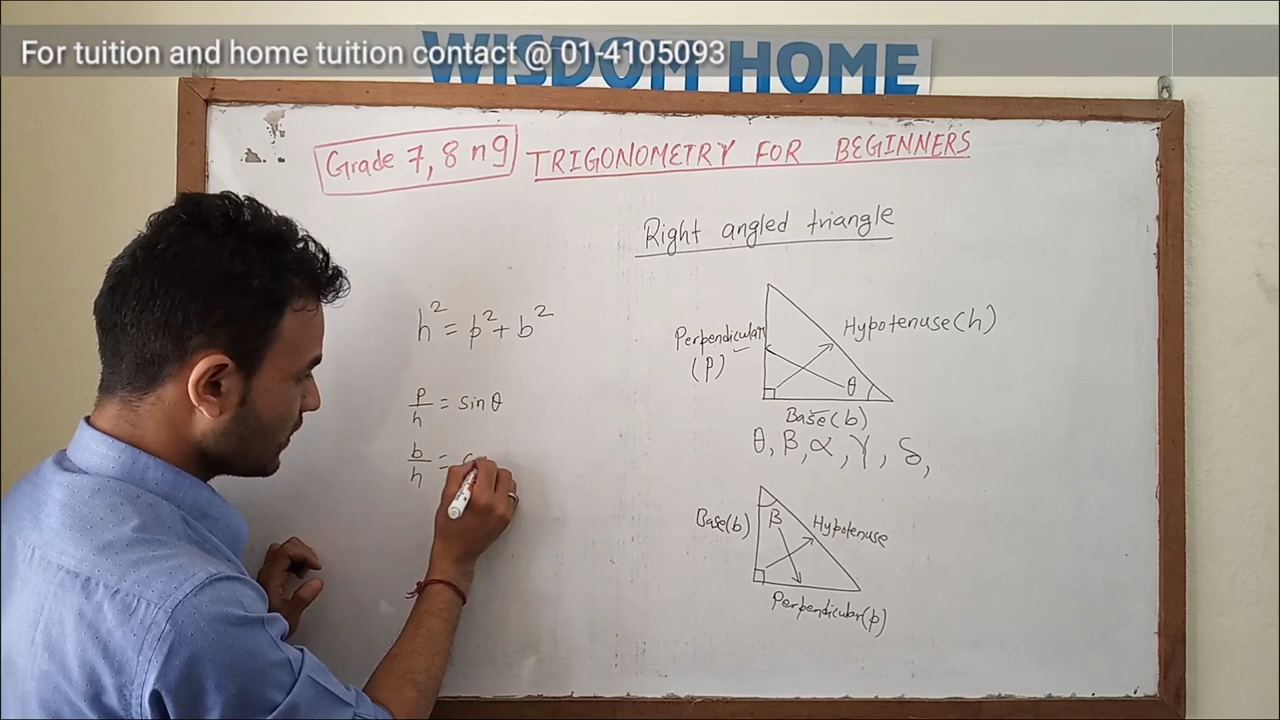 For tuition and home tuition contact @ 01-4105093
WISDOM HOME
Grade 7, 8 n 9
TRIGONOMETRY FOR BEGINNERS
Right angled triangle
h² = p² + b²
p/h = sinθ
b/h =
Perpendicular
(p)
Hypotenuse(h)
θ
Base(b)
θ, β, α, γ, δ,
Base(b)
β
Hypotenuse
Perpendicular(p)